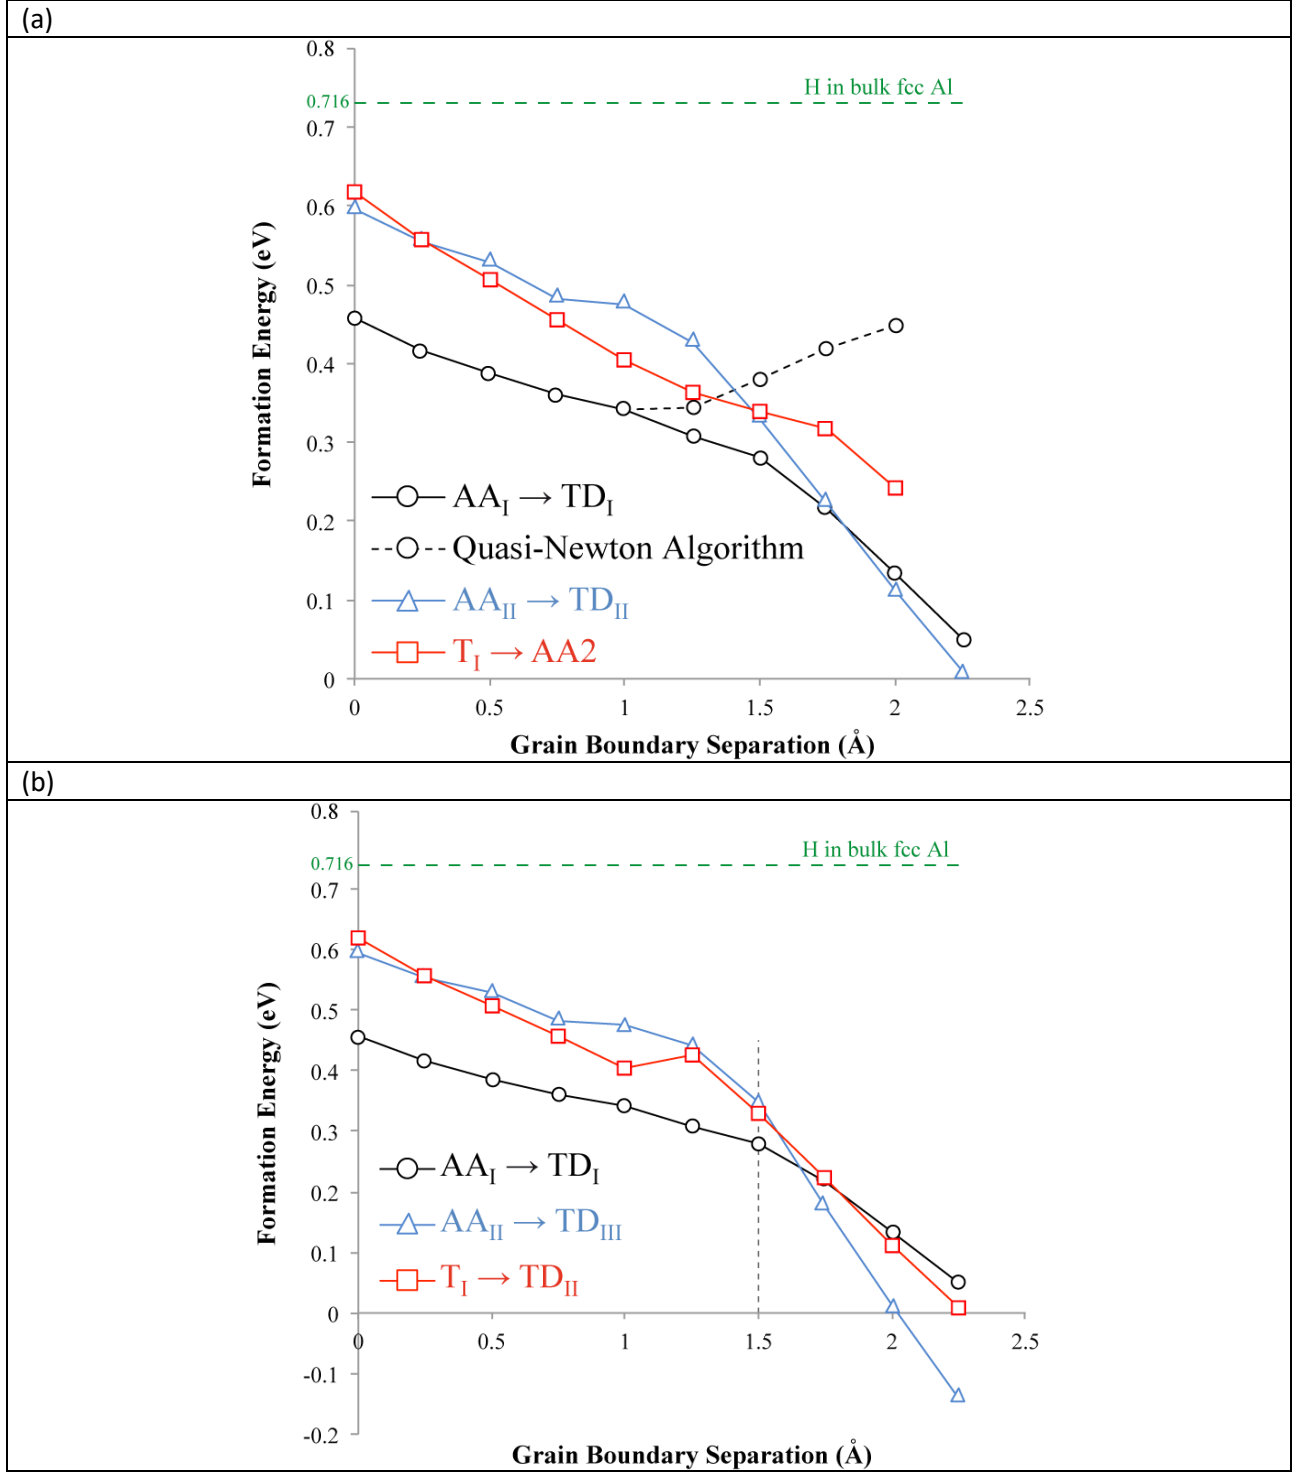 (a)
0.8
H in bulk fcc Al
0.716
0.7
0.6
0.5
0.4
0.3
0.2
0.1
0
Formation Energy (eV)
AA_I → TD_I
Quasi-Newton Algorithm
AA_II → TD_II
T_I → AA2
0 0.5 1 1.5 2 2.5
Grain Boundary Separation (Å)
(b)
0.8
H in bulk fcc Al
0.716
0.7
0.6
0.5
0.4
0.3
0.2
0.1
0
-0.1
-0.2
Formation Energy (eV)
AA_I → TD_I
AA_II → TD_III
T_I → TD_II
0 0.5 1 1.5 2 2.5
Grain Boundary Separation (Å)